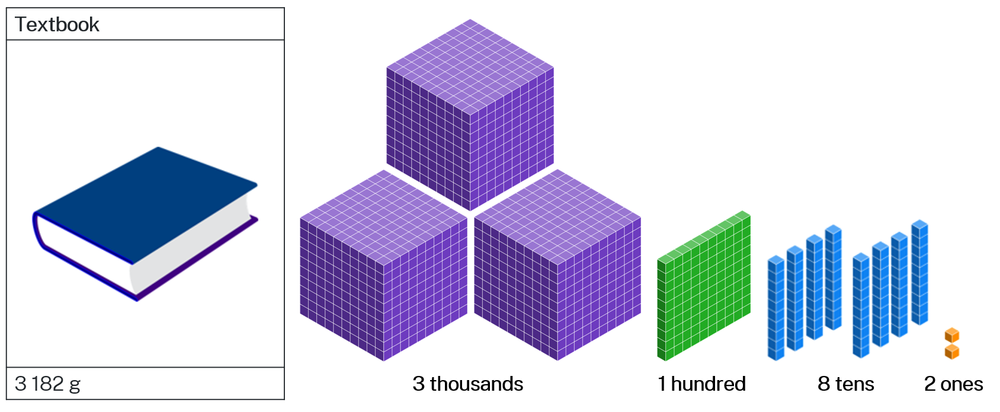 Textbook
3 182 g
3 thousands
1 hundred
8 tens
2 ones